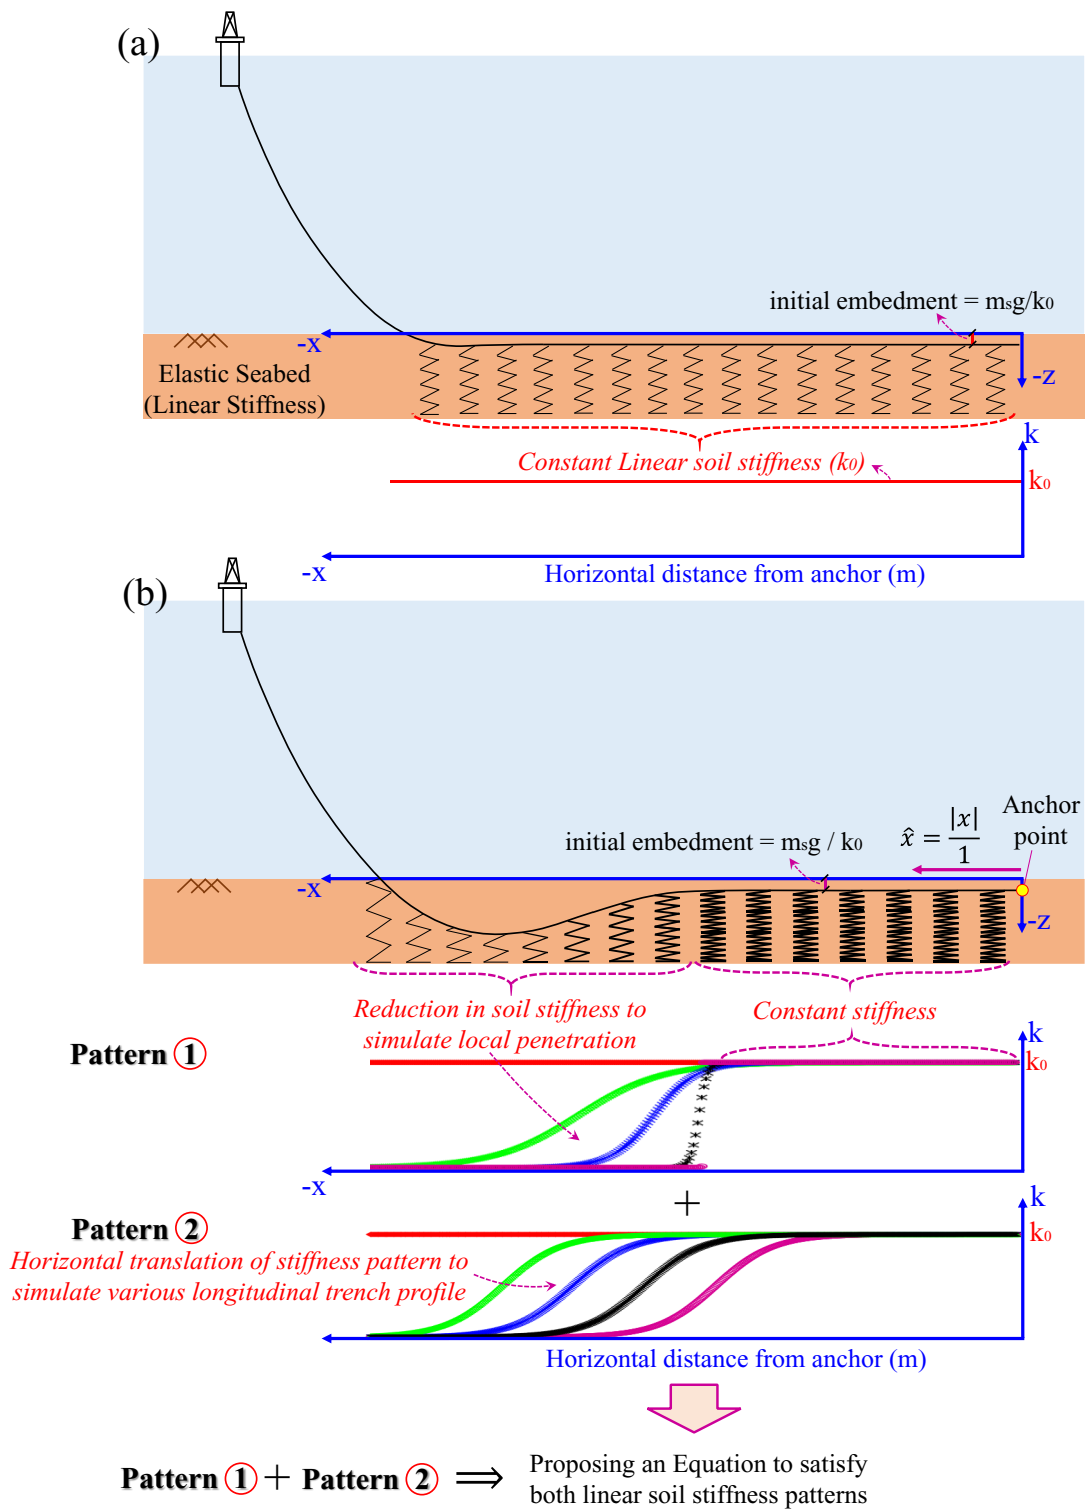 (a)
initial embedment = msg/k0
-x
-z
Elastic Seabed
(Linear Stiffness)
k
Constant Linear soil stiffness (k0)
k0
-x
Horizontal distance from anchor (m)
(b)
Anchor
point
x̂ = |x|/1
initial embedment = msg / k0
-x
-z
Reduction in soil stiffness to
simulate local penetration
Constant stiffness
Pattern 1
k
k0
-x
+
Pattern 2
k
k0
Horizontal translation of stiffness pattern to
simulate various longitudinal trench profile
Horizontal distance from anchor (m)
Pattern 1 + Pattern 2 ⟹ Proposing an Equation to satisfy
both linear soil stiffness patterns